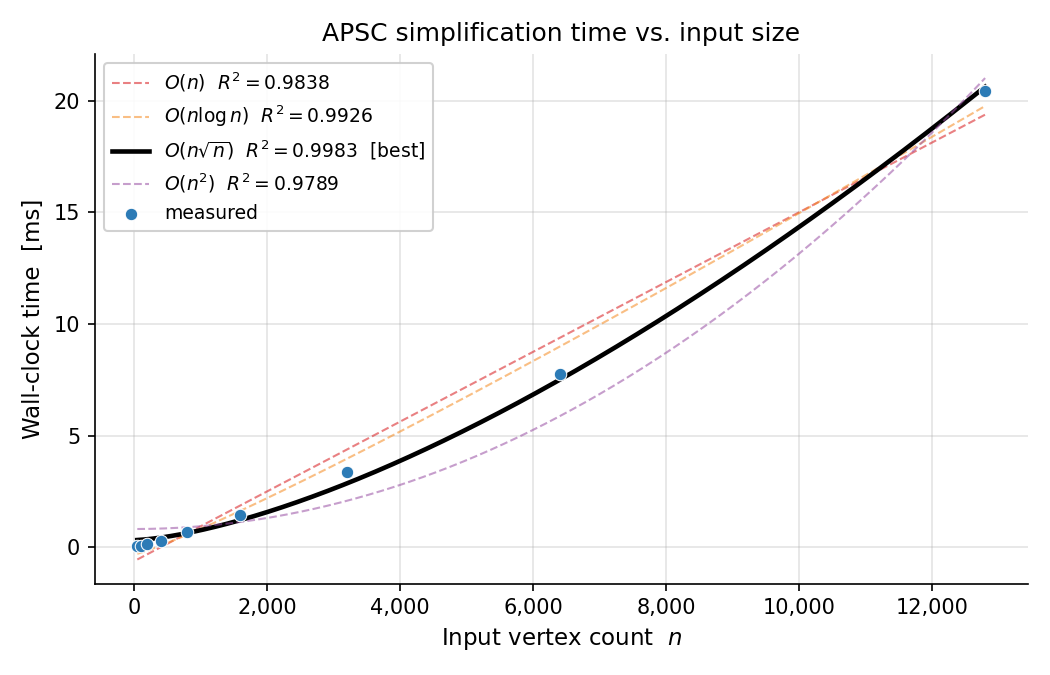 APSC simplification time vs. input size
O(n) R² = 0.9838
O(n log n) R² = 0.9926
O(n√n) R² = 0.9983 [best]
O(n²) R² = 0.9789
measured
Wall-clock time [ms]
20
15
10
5
0
0 2,000 4,000 6,000 8,000 10,000 12,000
Input vertex count n